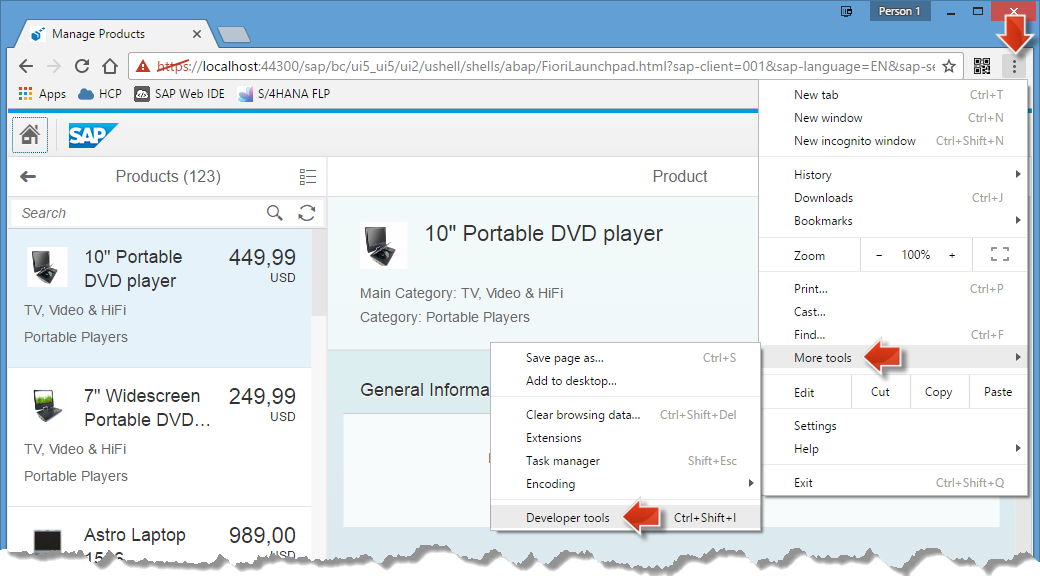 Person 1
Manage Products
https://localhost:44300/sap/bc/ui5_ui5/ui2/ushell/shells/abap/FioriLaunchpad.html?sap-client=001&sap-language=EN&sap-se
Apps HCP SAP Web IDE S/4HANA FLP
SAP
Products (123)
Search
10" Portable
DVD player
449,99
USD
TV, Video & HiFi
Portable Players
7" Widescreen
Portable DVD...
249,99
USD
TV, Video & HiFi
Portable Players
Astro Laptop
989,00
USD
Product
10" Portable DVD player
Main Category: TV, Video & HiFi
Category: Portable Players
General Informa
New tab Ctrl+T
New window Ctrl+N
New incognito window Ctrl+Shift+N
History
Downloads Ctrl+J
Bookmarks
Zoom - 100% +
Print... Ctrl+P
Cast...
Find... Ctrl+F
More tools
Edit Cut Copy Paste
Settings
Help
Exit Ctrl+Shift+Q
Save page as... Ctrl+S
Add to desktop...
Clear browsing data... Ctrl+Shift+Del
Extensions
Task manager Shift+Esc
Encoding
Developer tools Ctrl+Shift+I